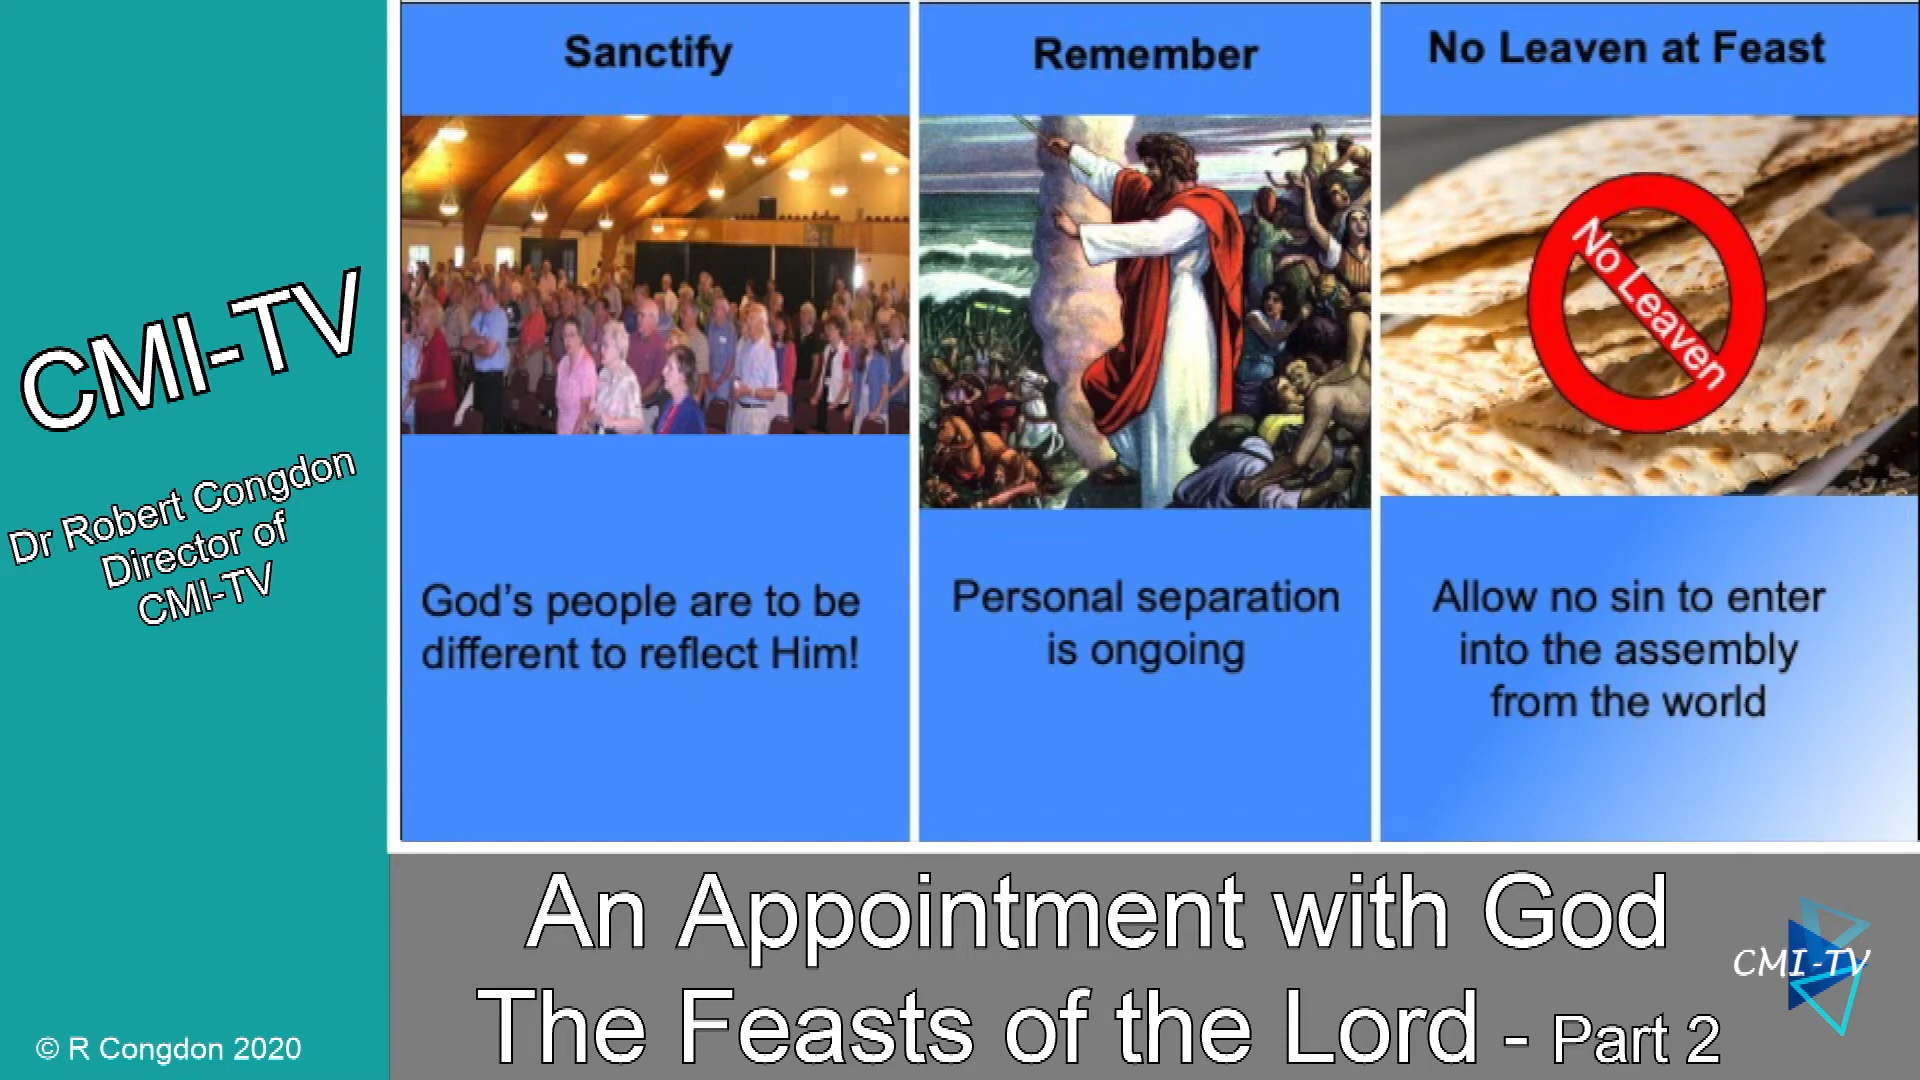 CMI-TV
Dr Robert Congdon
Director of
CMI-TV
© R Congdon 2020
Sanctify
God's people are to be
different to reflect Him!
Remember
Personal separation
is ongoing
No Leaven at Feast
No Leaven
Allow no sin to enter
into the assembly
from the world
An Appointment with God
The Feasts of the Lord - Part 2
CMI-TV